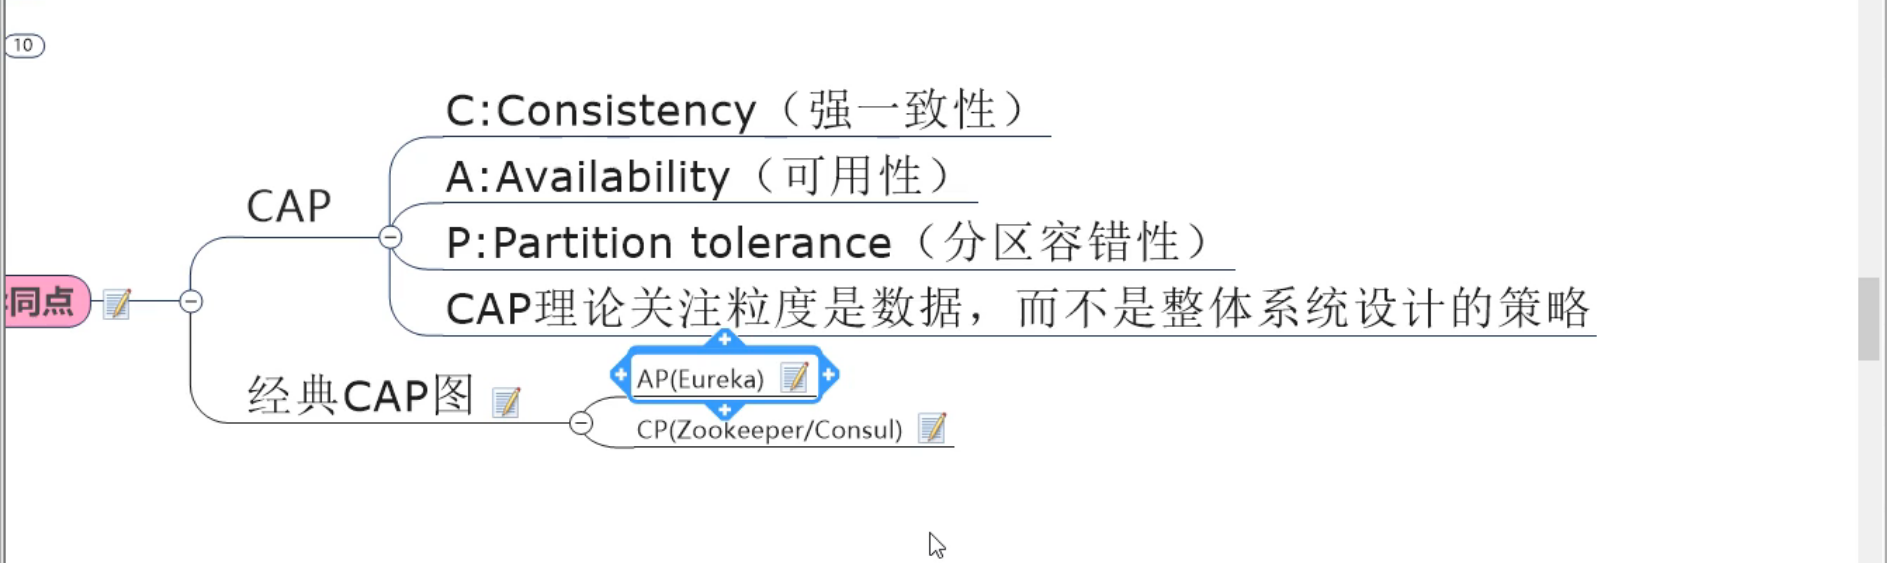 10
C:Consistency（强一致性）
A:Availability（可用性）
CAP
P:Partition tolerance（分区容错性）
同点
CAP理论关注粒度是数据，而不是整体系统设计的策略
AP(Eureka)
经典CAP图
CP(Zookeeper/Consul)